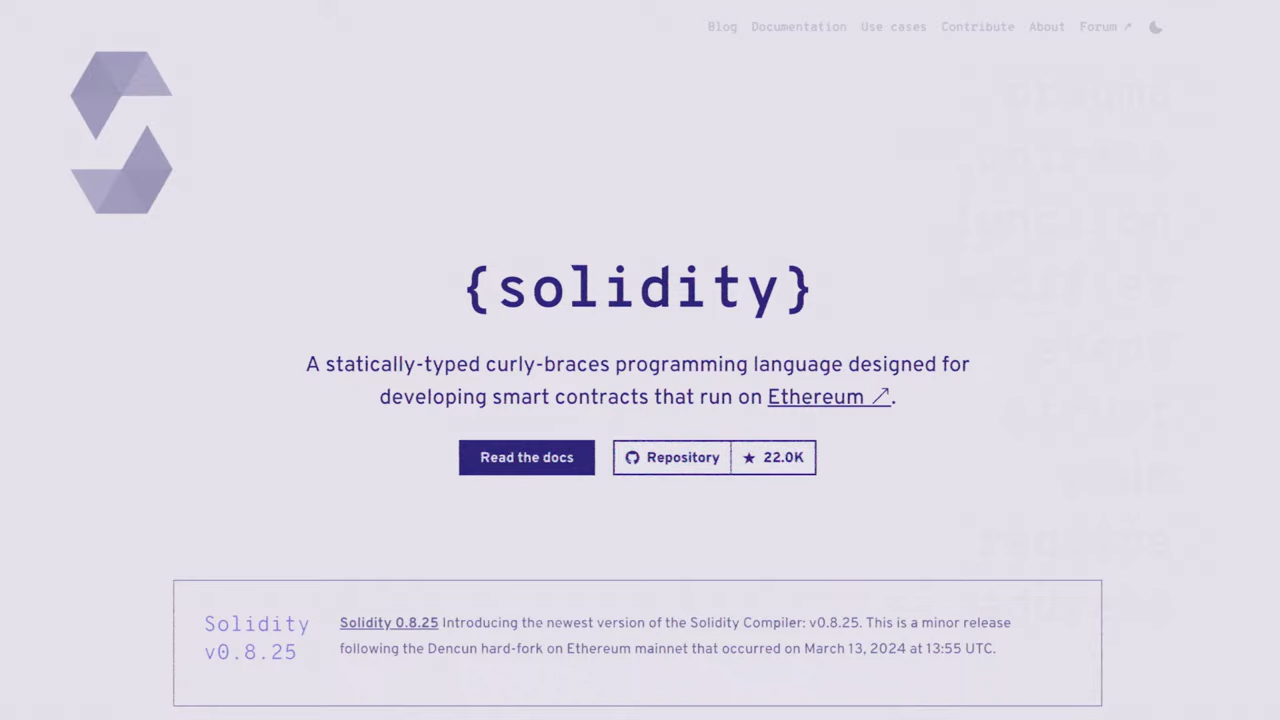 Blog Documentation Use cases Contribute About Forum ↗
{solidity}
A statically-typed curly-braces programming language designed for
developing smart contracts that run on Ethereum ↗.
Read the docs
Repository ★ 22.0K
Solidity
v0.8.25
Solidity 0.8.25 Introducing the newest version of the Solidity Compiler: v0.8.25. This is a minor release
following the Dencun hard-fork on Ethereum mainnet that occurred on March 13, 2024 at 13:55 UTC.